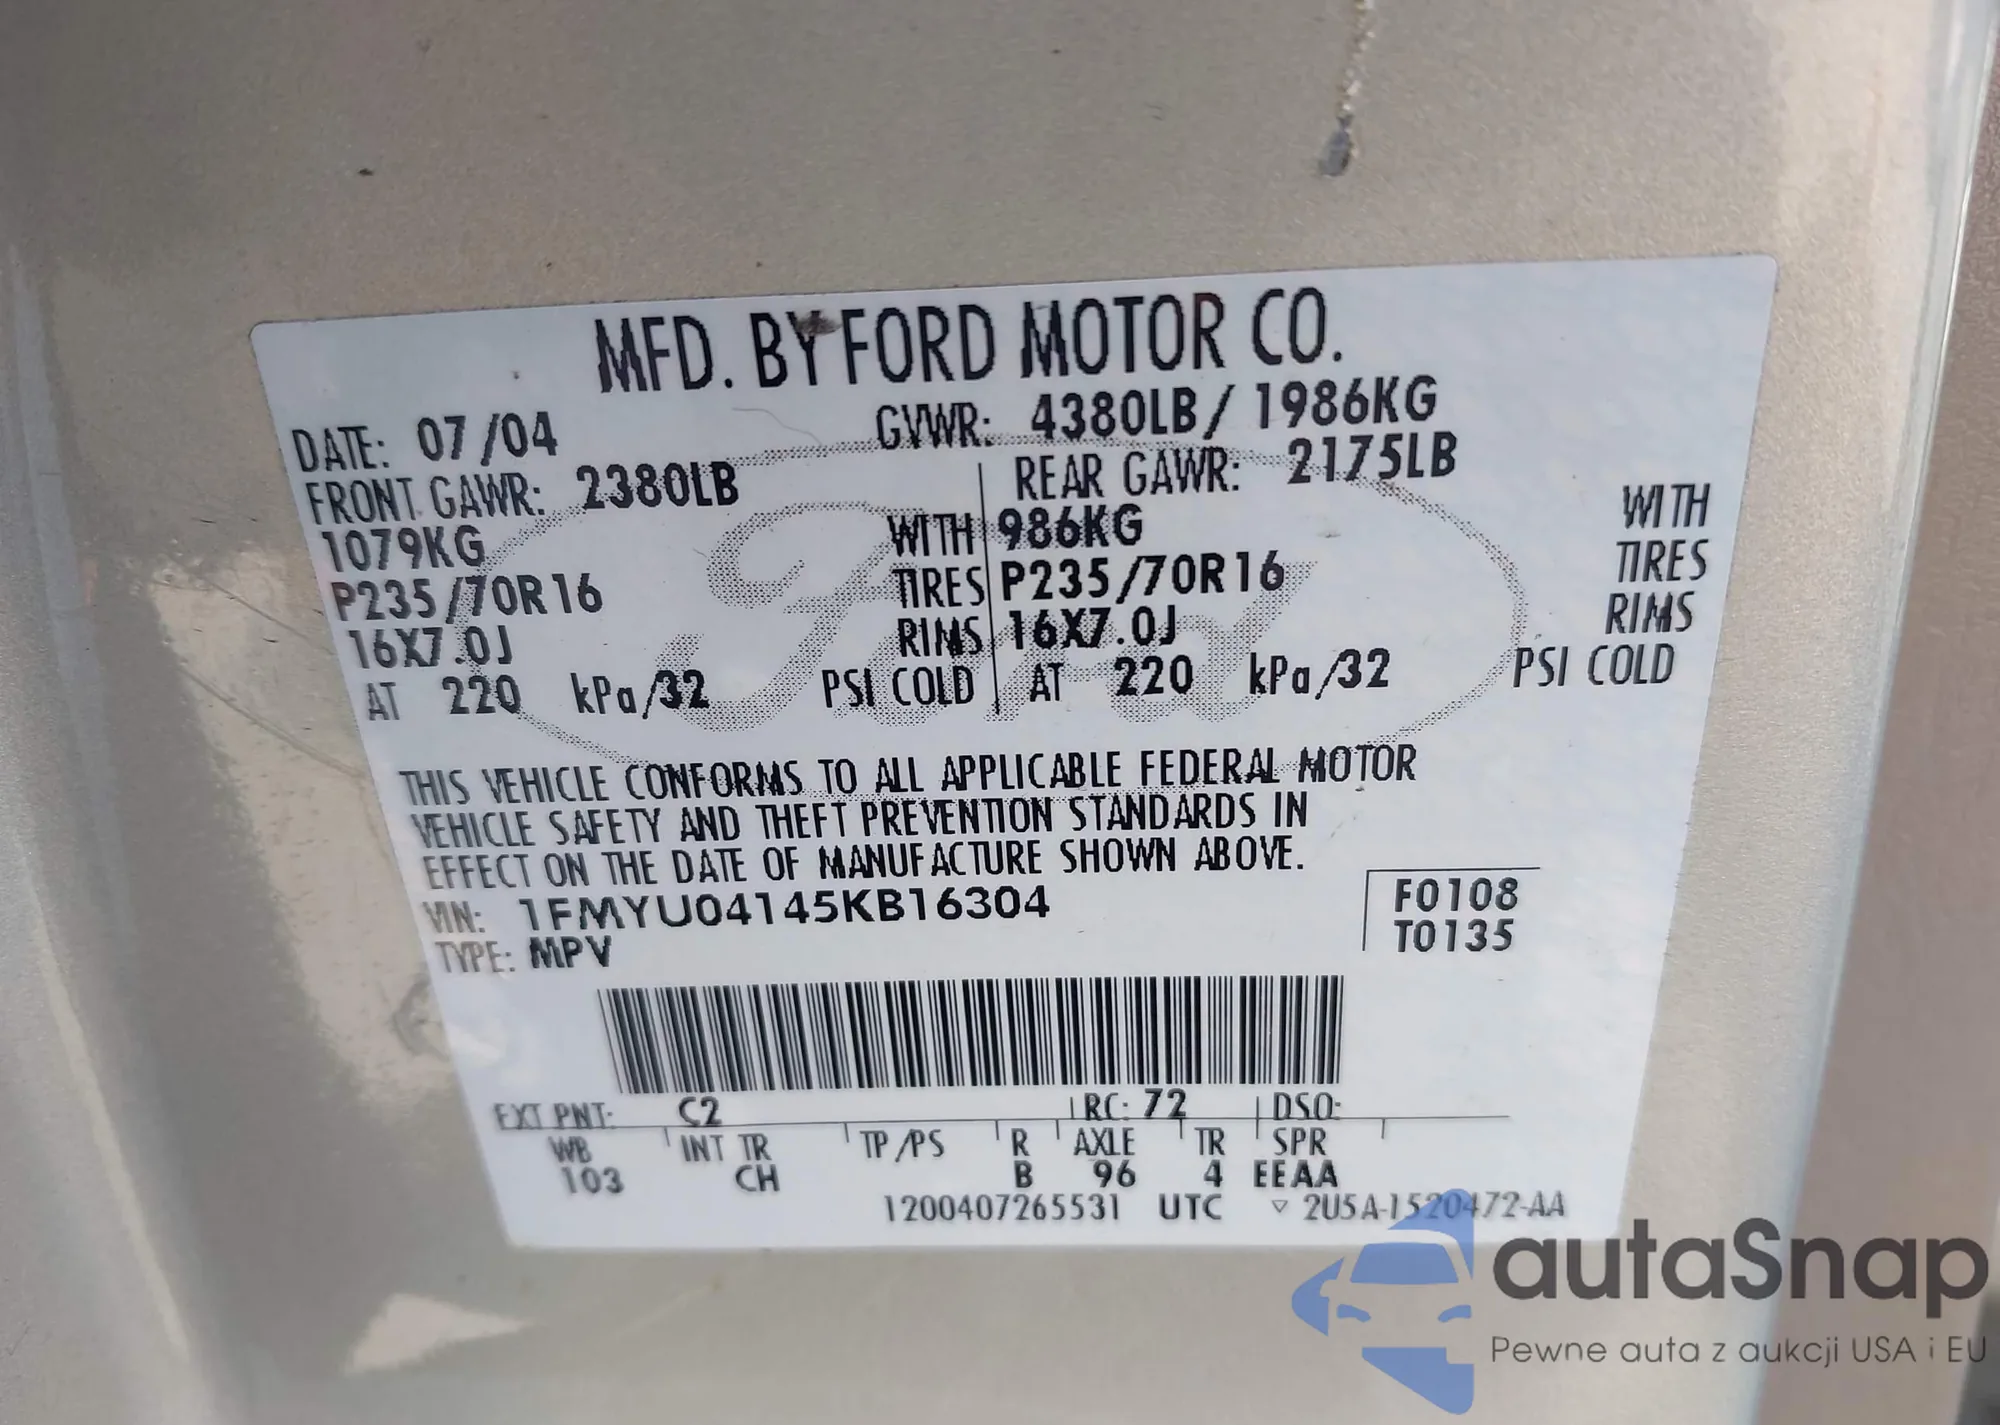 MFD. BY FORD MOTOR CO.
DATE: 07/04 GVWR: 4380LB/1986KG
FRONT GAWR: 2380LB REAR GAWR: 2175LB
1079KG WITH 986KG WITH
P235/70R16 TIRES P235/70R16 TIRES
16X7.0J RIMS 16X7.0J RIMS
AT 220 kPa/32 PSI COLD AT 220 kPa/32 PSI COLD
Ford
THIS VEHICLE CONFORMS TO ALL APPLICABLE FEDERAL MOTOR
VEHICLE SAFETY AND THEFT PREVENTION STANDARDS IN
EFFECT ON THE DATE OF MANUFACTURE SHOWN ABOVE.
VIN: 1FMYU04145KB16304 F0108
TYPE: MPV T0135
EXT PNT: C2 RC: 72 DSO:
WB INT TR TP/PS R AXLE TR SPR
103 CH B 96 4 EEAA
1200407265531 UTC ▽ 2U5A-1520472-AA
autaSnap
Pewne auta z aukcji USA i EU